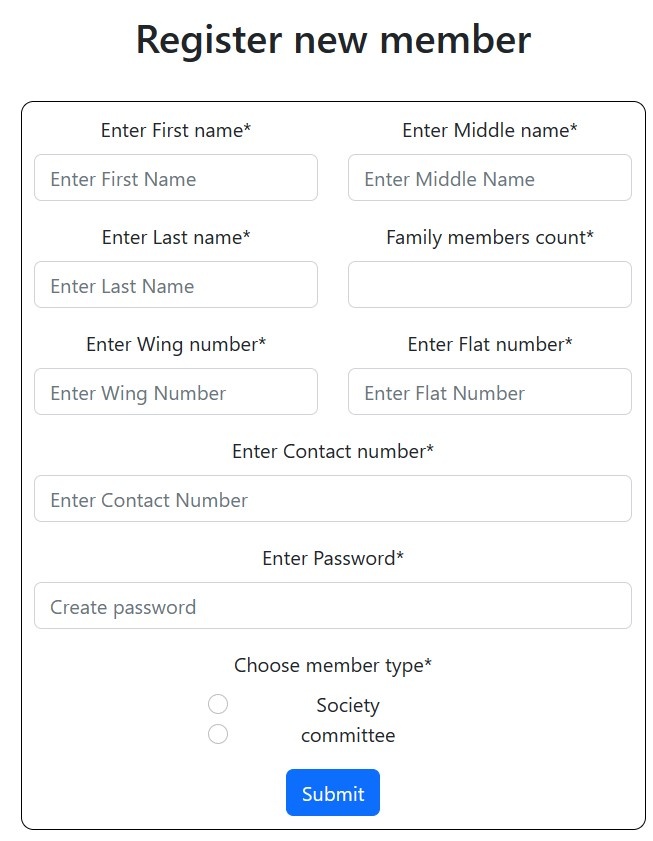 Register new member
Enter First name* Enter Middle name*
Enter First Name Enter Middle Name
Enter Last name* Family members count*
Enter Last Name
Enter Wing number* Enter Flat number*
Enter Wing Number Enter Flat Number
Enter Contact number*
Enter Contact Number
Enter Password*
Create password
Choose member type*
Society
committee
Submit